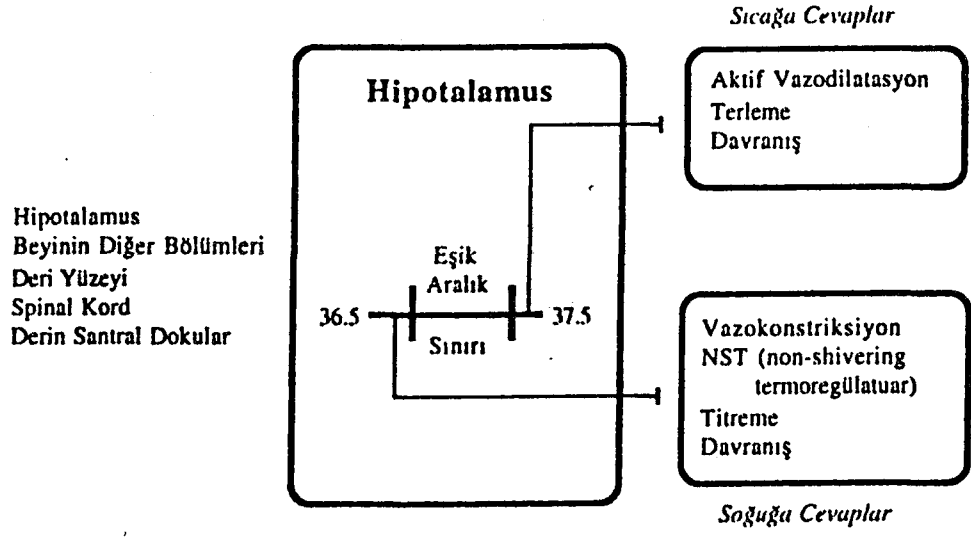 Sıcağa Cevaplar
Hipotalamus
Aktif Vazodilatasyon
Terleme
Davranış
Hipotalamus
Beyinin Diğer Bölümleri
Deri Yüzeyi
Spinal Kord
Derin Santral Dokular
Eşik
Aralık
36.5
37.5
Sınırı
Vazokonstriksiyon
NST (non-shivering
termoregülatuar)
Titreme
Davranış
Soğuğa Cevaplar